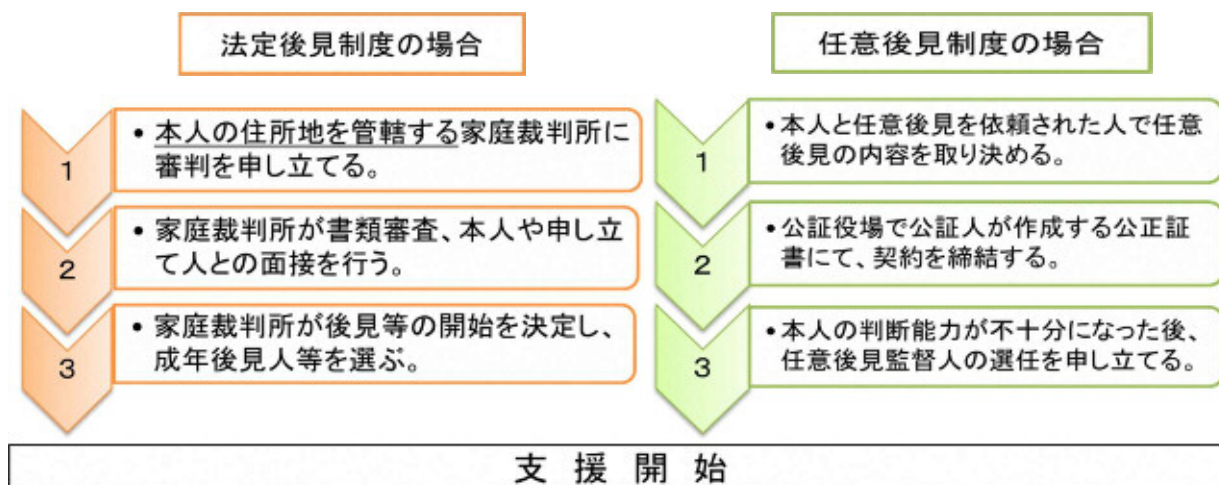 法定後見制度の場合
1
• 本人の住所地を管轄する家庭裁判所に
審判を申し立てる。
2
• 家庭裁判所が書類審査、本人や申し立
て人との面接を行う。
3
• 家庭裁判所が後見等の開始を決定し、
成年後見人等を選ぶ。
任意後見制度の場合
1
•本人と任意後見を依頼された人で任意
後見の内容を取り決める。
2
•公証役場で公証人が作成する公正証
書にて、契約を締結する。
3
•本人の判断能力が不十分になった後、
任意後見監督人の選任を申し立てる。
支援開始